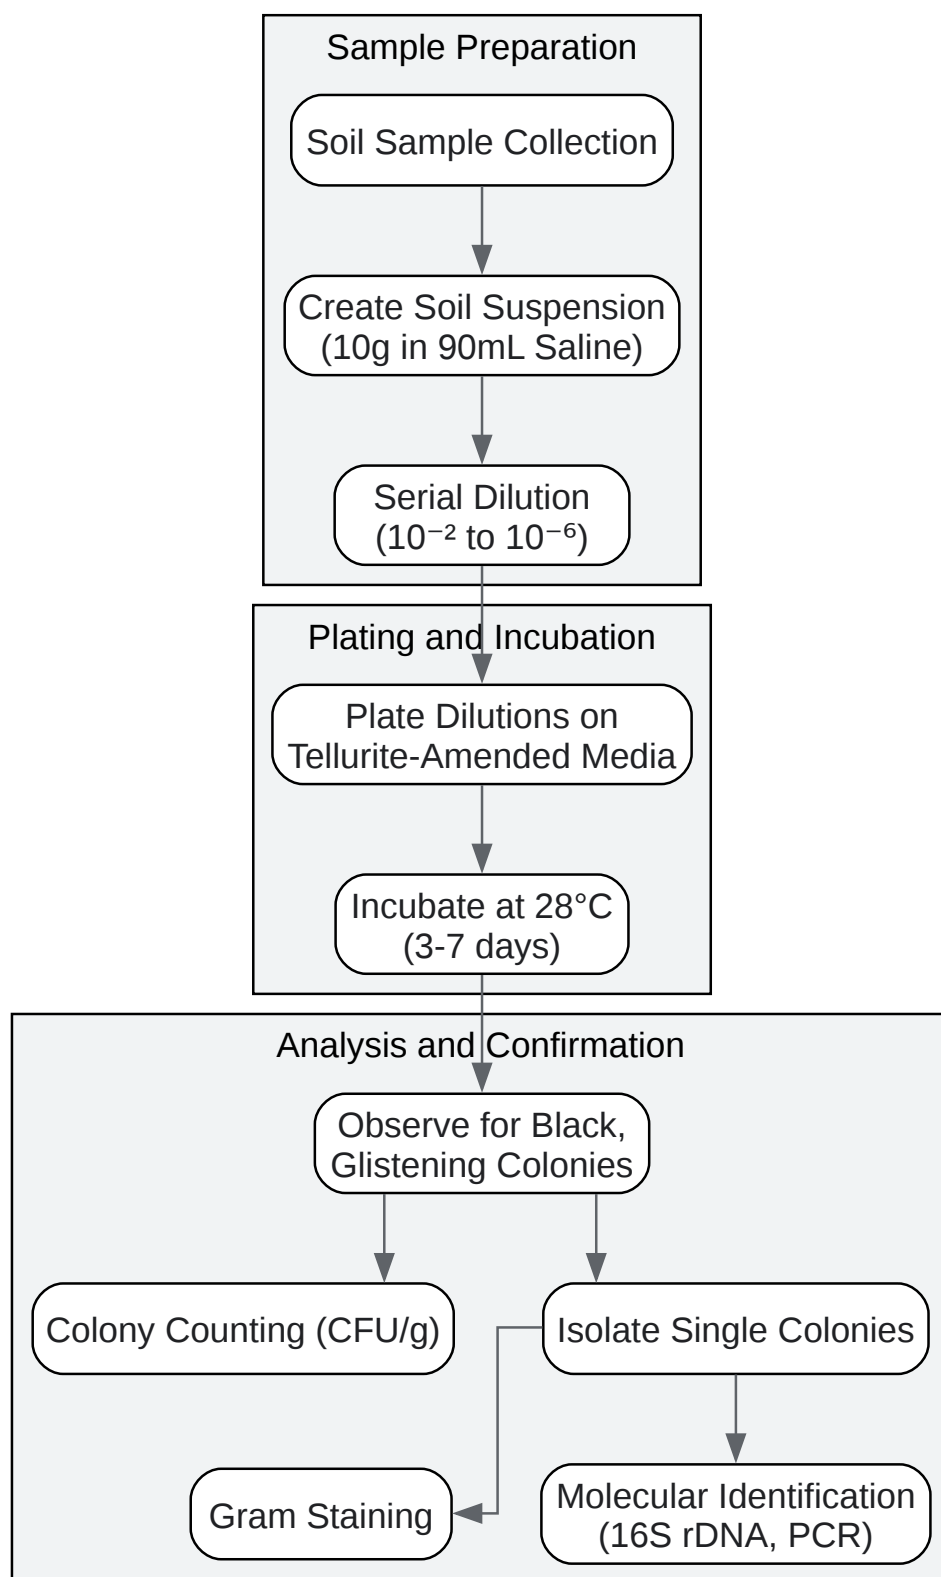 Sample Preparation
Soil Sample Collection
Create Soil Suspension
(10g in 90mL Saline)
Serial Dilution
(10⁻² to 10⁻⁶)
Plating and Incubation
Plate Dilutions on
Tellurite-Amended Media
Incubate at 28°C
(3-7 days)
Analysis and Confirmation
Observe for Black,
Glistening Colonies
Colony Counting (CFU/g)
Isolate Single Colonies
Gram Staining
Molecular Identification
(16S rDNA, PCR)